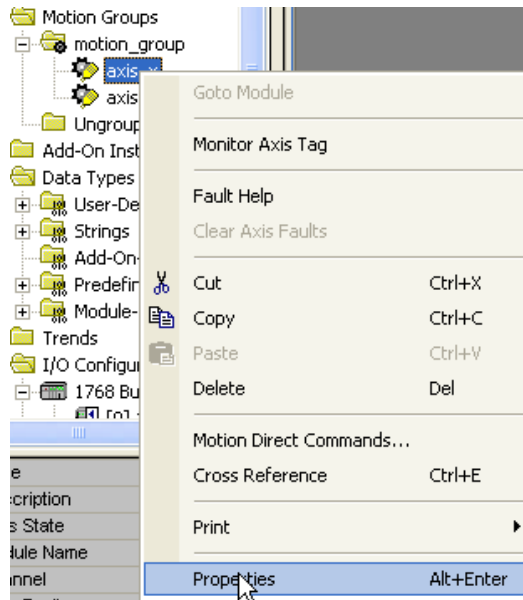 Motion Groups
motion_group
axis_x
axis
Ungroup
Add-On Inst
Data Types
User-De
Strings
Add-On-
Predefin
Module-
Trends
I/O Configur
1768 Bu
Goto Module
Monitor Axis Tag
Fault Help
Clear Axis Faults
Cut Ctrl+X
Copy Ctrl+C
Paste Ctrl+V
Delete Del
Motion Direct Commands...
Cross Reference Ctrl+E
Print
Properties Alt+Enter
e
cription
s State
dule Name
nnel